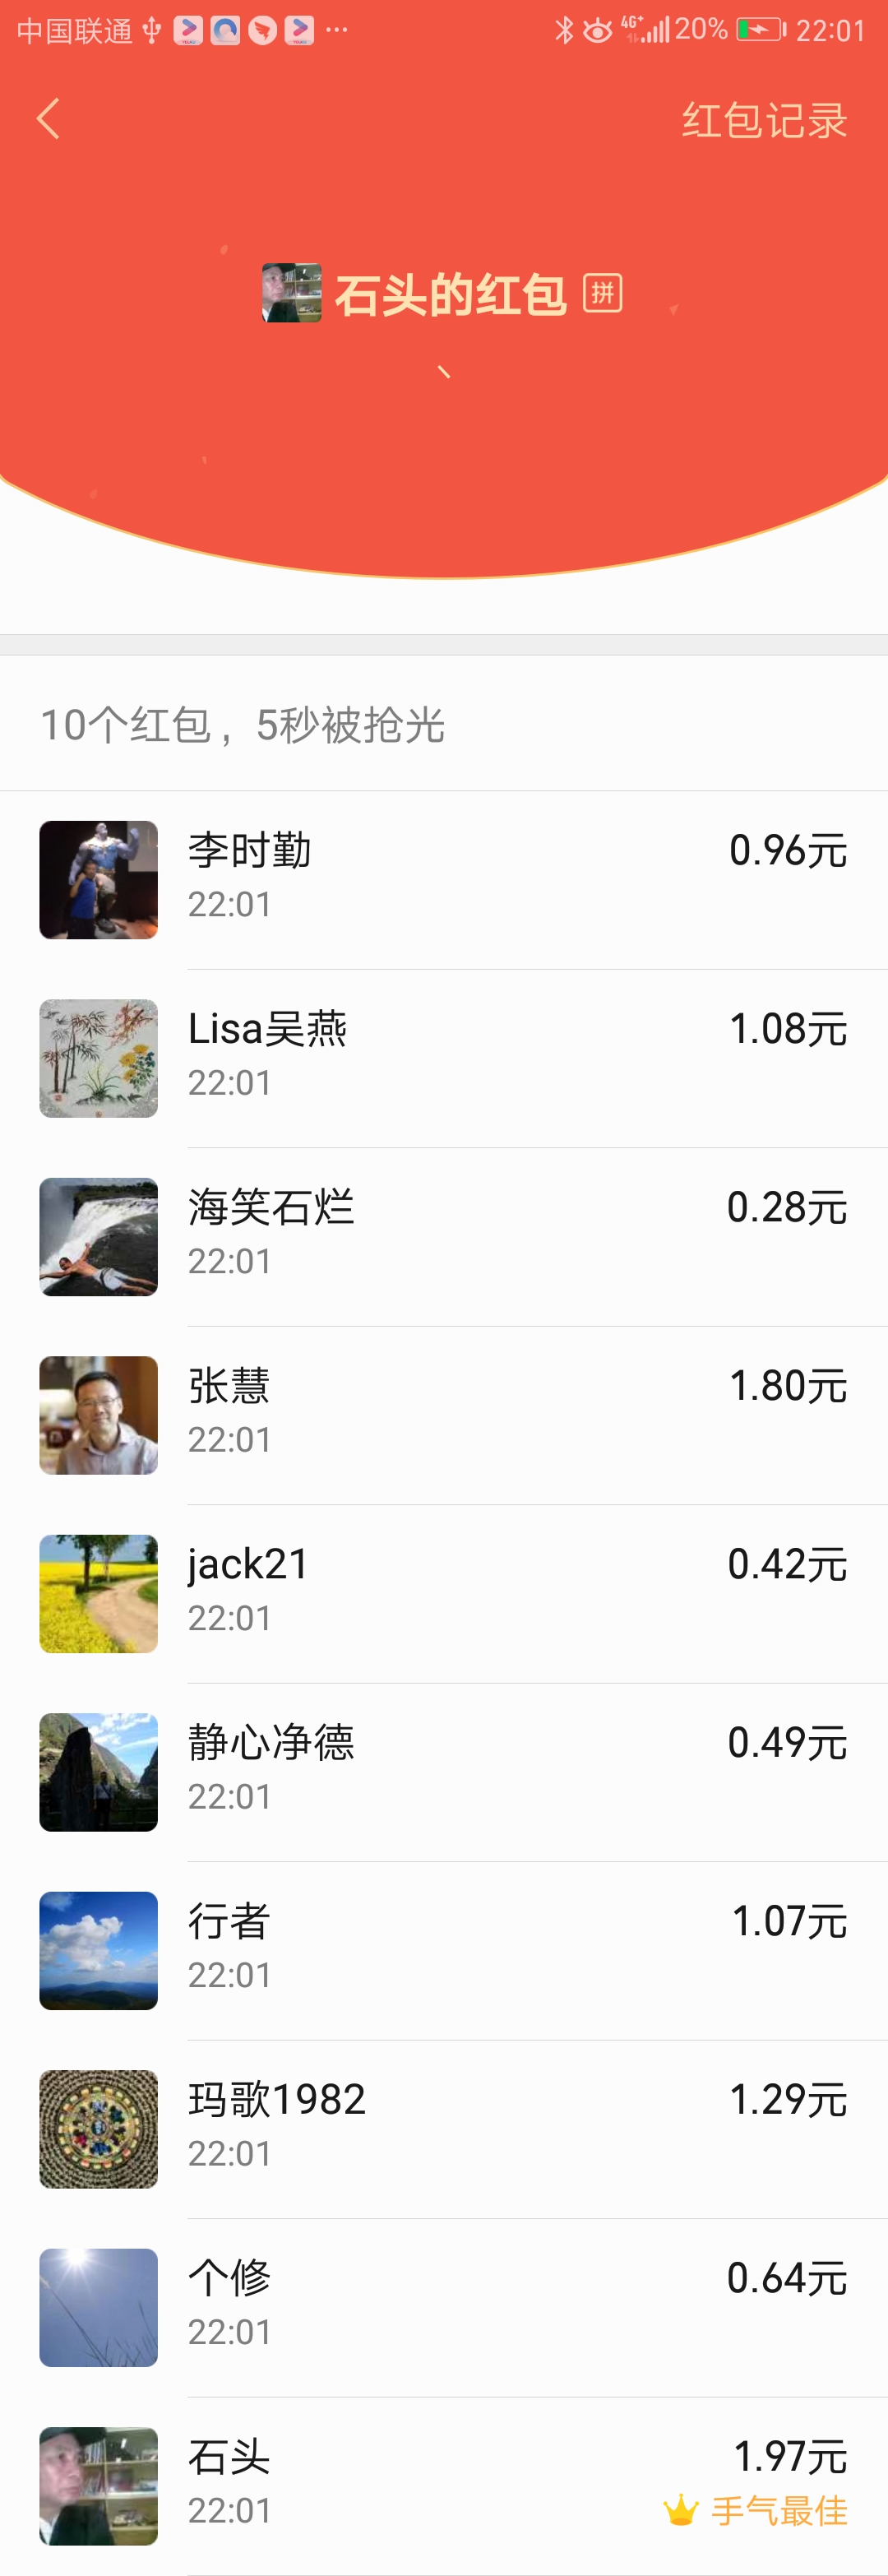 中国联通 4G+ 20% 22:01
红包记录
石头的红包 拼
、
10个红包，5秒被抢光
李时勤 0.96元
22:01
Lisa吴燕 1.08元
22:01
海笑石烂 0.28元
22:01
张慧 1.80元
22:01
jack21 0.42元
22:01
静心净德 0.49元
22:01
行者 1.07元
22:01
玛歌1982 1.29元
22:01
个修 0.64元
22:01
石头 1.97元
22:01 手气最佳